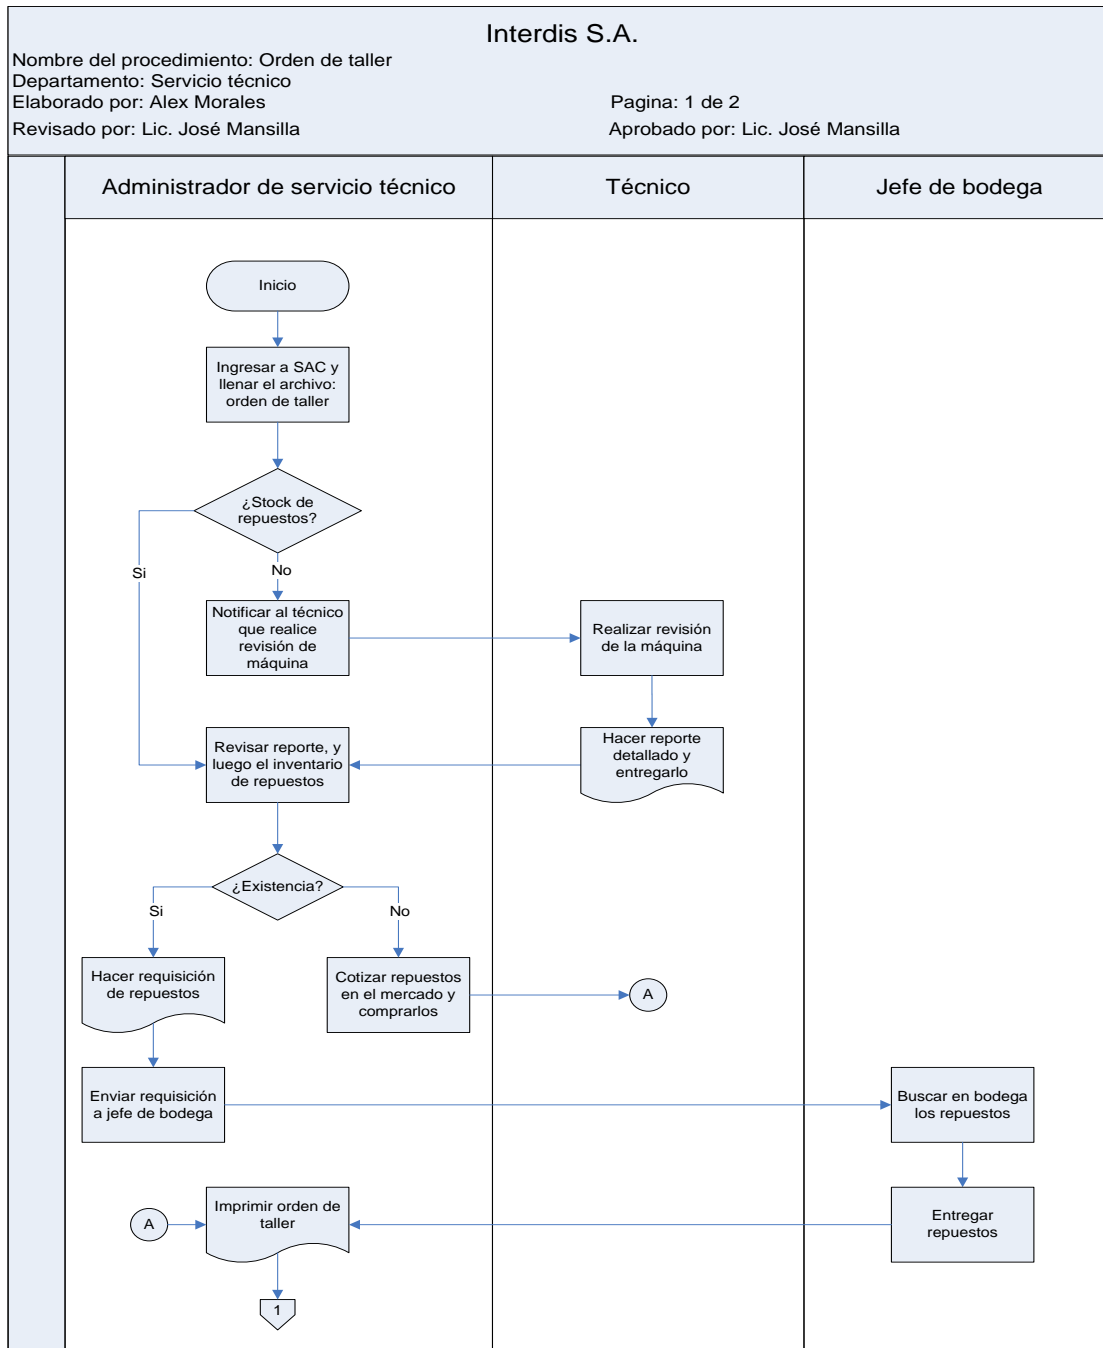 Interdis S.A.
Nombre del procedimiento: Orden de taller
Departamento: Servicio técnico
Elaborado por: Alex Morales
Pagina: 1 de 2
Revisado por: Lic. José Mansilla
Aprobado por: Lic. José Mansilla
Administrador de servicio técnico
Técnico
Jefe de bodega
Inicio
Ingresar a SAC y
llenar el archivo:
orden de taller
¿Stock de
repuestos?
Si
No
Notificar al técnico
que realice
revisión de
máquina
Realizar revisión
de la máquina
Revisar reporte, y
luego el inventario
de repuestos
Hacer reporte
detallado y
entregarlo
¿Existencia?
Si
No
Hacer requisición
de repuestos
Cotizar repuestos
en el mercado y
comprarlos
A
Enviar requisición
a jefe de bodega
Buscar en bodega
los repuestos
A
Imprimir orden de
taller
Entregar
repuestos
1